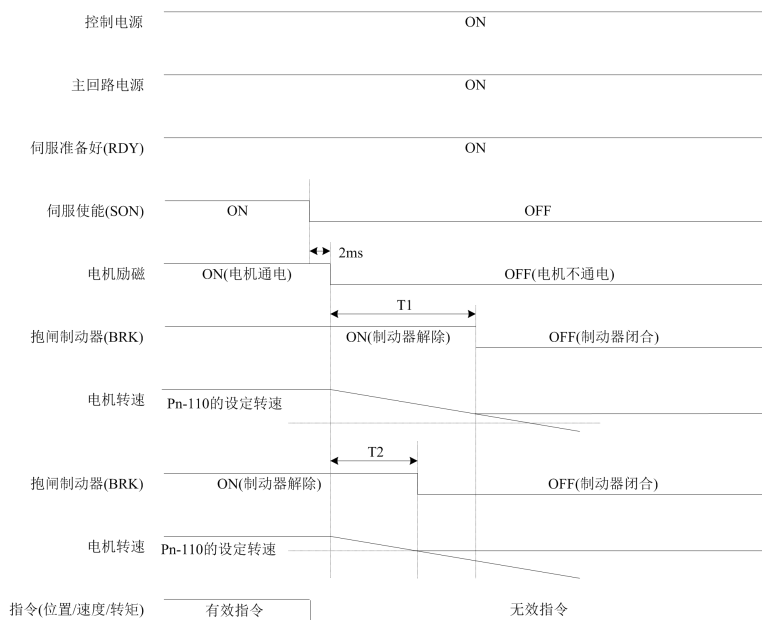 控制电源 ON
主回路电源 ON
伺服准备好(RDY) ON
伺服使能(SON) ON OFF
2ms
电机励磁 ON(电机通电) OFF(电机不通电)
T1
抱闸制动器(BRK) ON(制动器解除) OFF(制动器闭合)
电机转速 Pn-110的设定转速
T2
抱闸制动器(BRK) ON(制动器解除) OFF(制动器闭合)
电机转速 Pn-110的设定转速
指令(位置/速度/转矩) 有效指令 无效指令